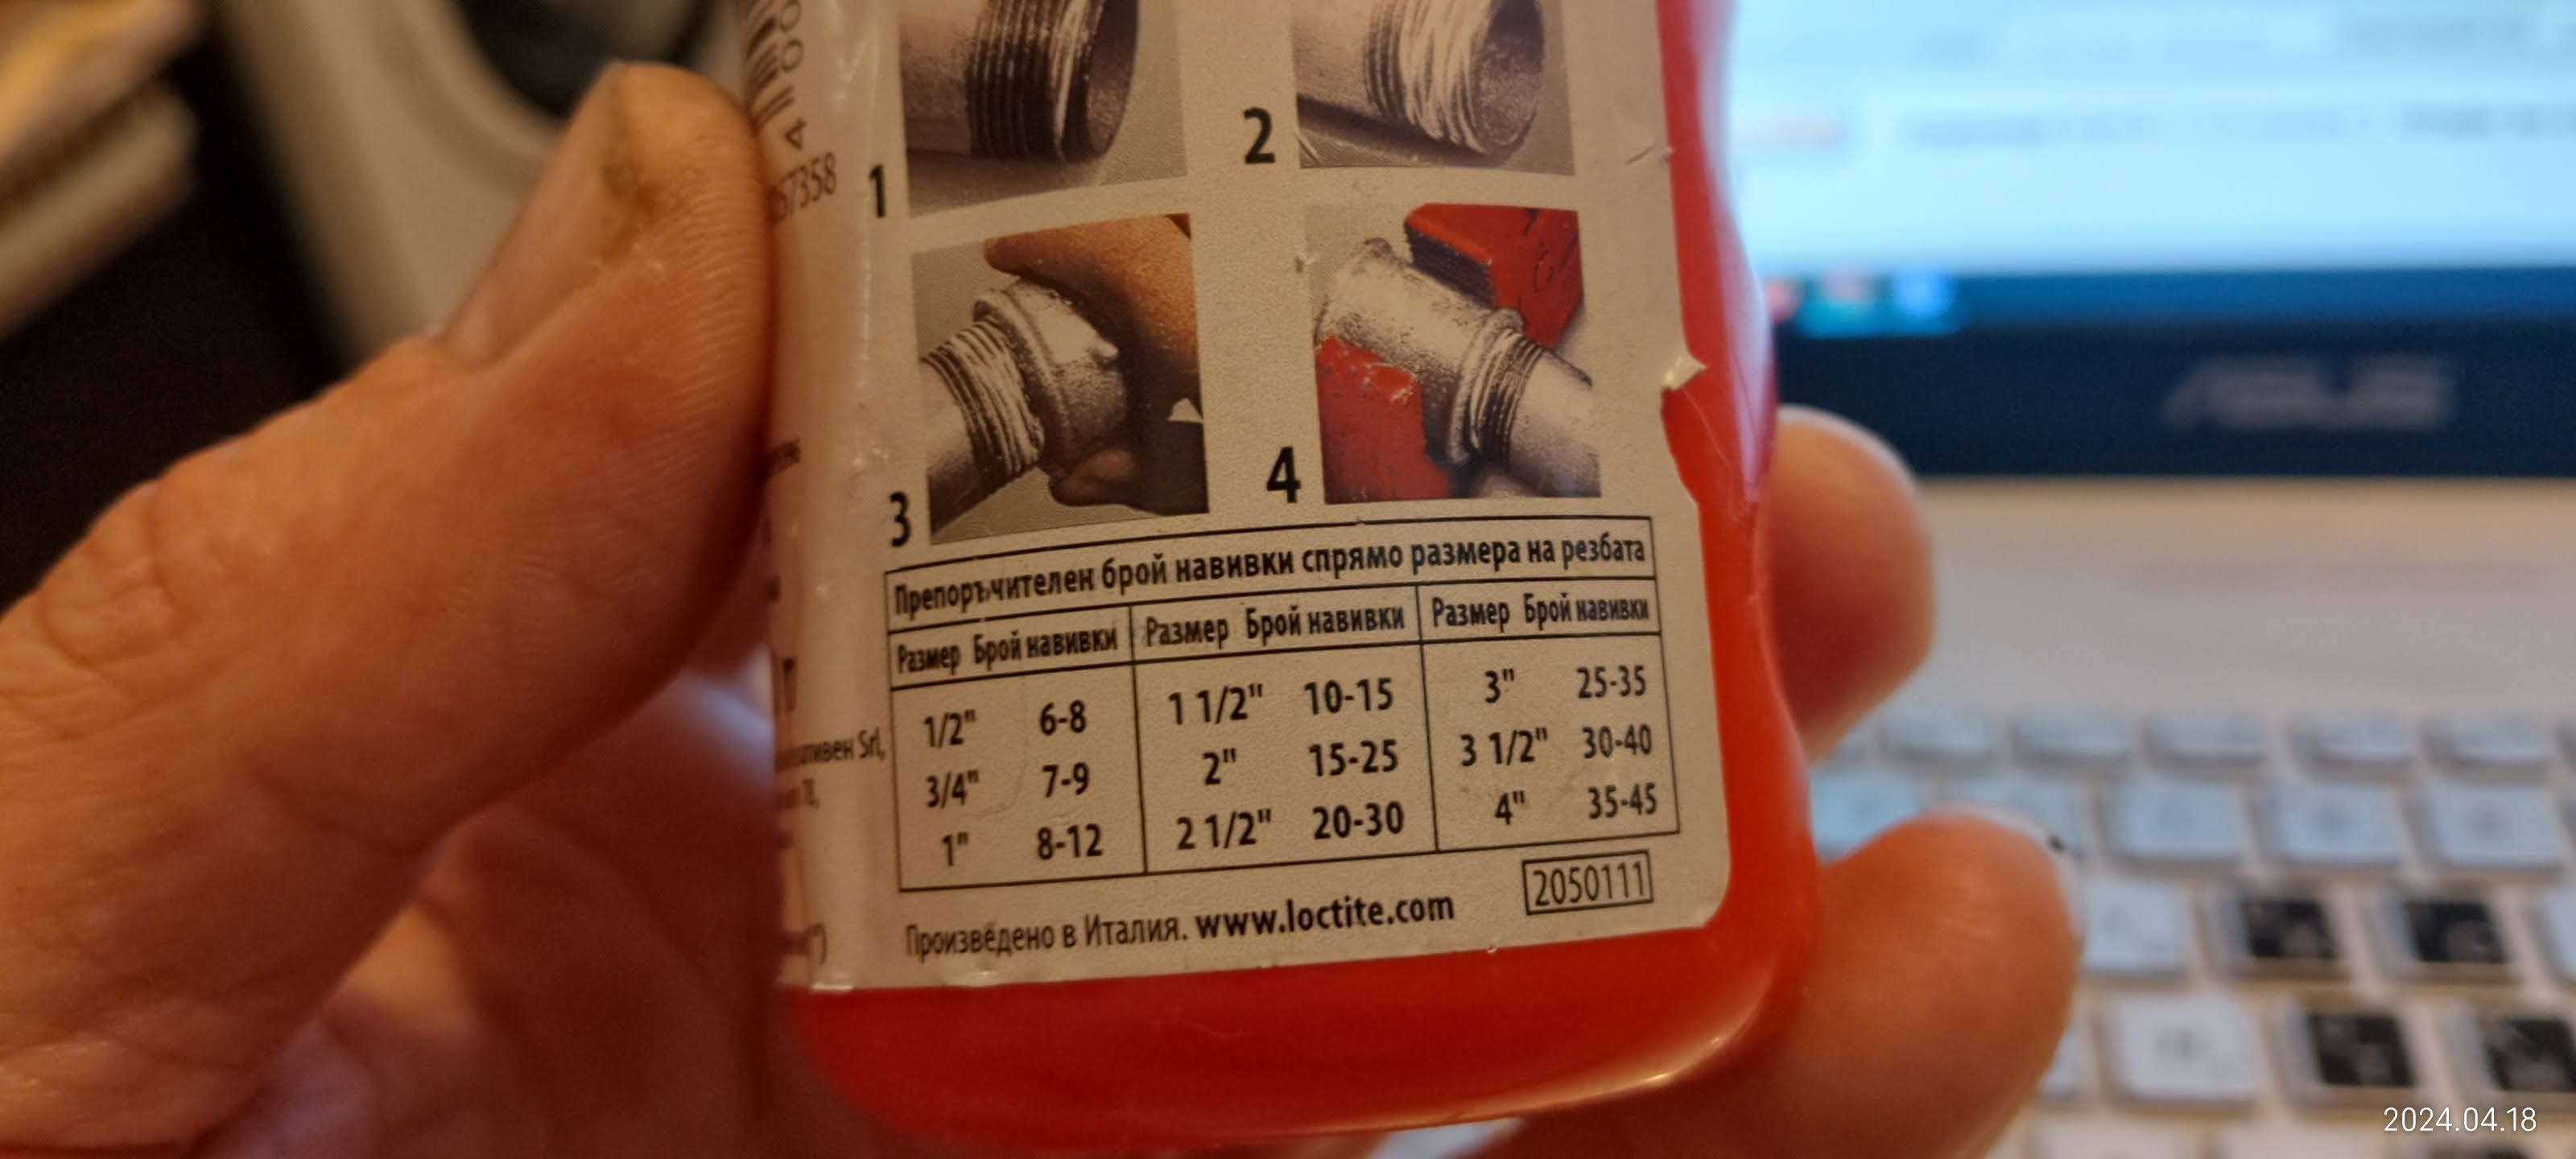 57358
1
2
3
4
Препоръчителен брой навивки спрямо размера на резбата
Размер Брой навивки Размер Брой навивки Размер Брой навивки
1/2" 6-8 1 1/2" 10-15 3" 25-35
3/4" 7-9 2" 15-25 3 1/2" 30-40
1" 8-12 2 1/2" 20-30 4" 35-45
Srl,
Произведено в Италия. www.loctite.com 2050111
ASUS
2024.04.18